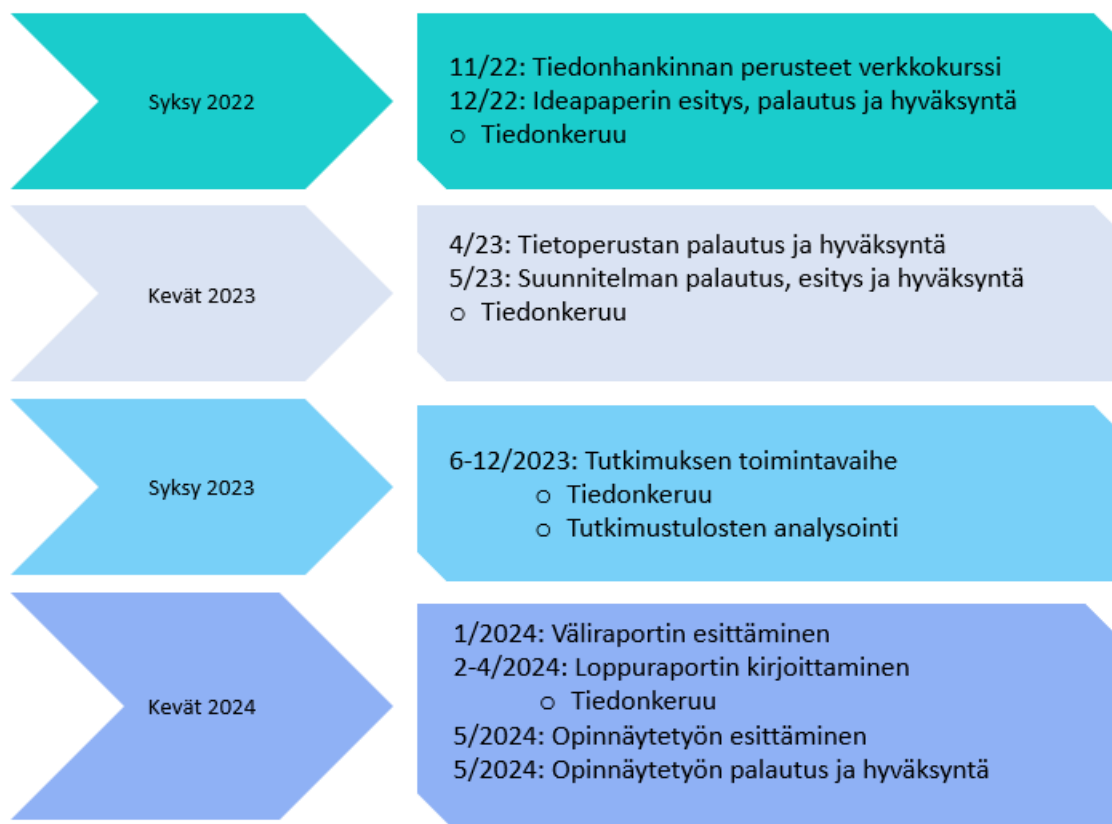 Syksy 2022
11/22: Tiedonhankinnan perusteet verkkokurssi
12/22: Ideapaperin esitys, palautus ja hyväksyntä
o Tiedonkeruu
Kevät 2023
4/23: Tietoperustan palautus ja hyväksyntä
5/23: Suunnitelman palautus, esitys ja hyväksyntä
o Tiedonkeruu
Syksy 2023
6-12/2023: Tutkimuksen toimintavaihe
o Tiedonkeruu
o Tutkimustulosten analysointi
Kevät 2024
1/2024: Väliraportin esittäminen
2-4/2024: Loppuraportin kirjoittaminen
o Tiedonkeruu
5/2024: Opinnäytetyön esittäminen
5/2024: Opinnäytetyön palautus ja hyväksyntä